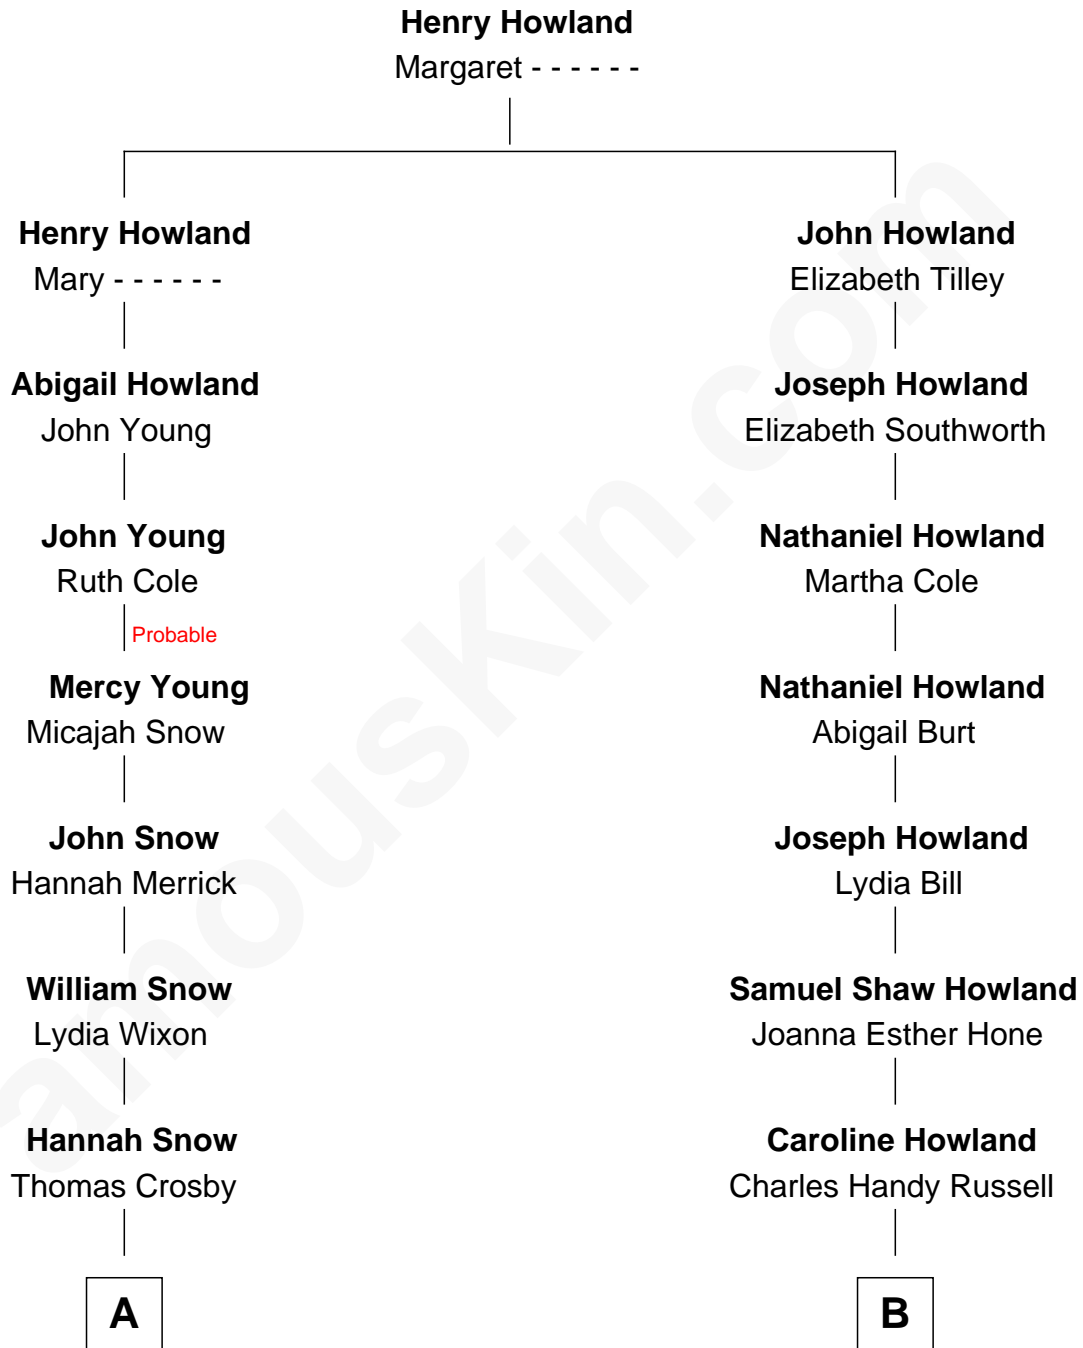 Henry Howland
Margaret - - - - - -
Henry Howland
Mary - - - - - -
John Howland
Elizabeth Tilley
Abigail Howland
John Young
Joseph Howland
Elizabeth Southworth
John Young
Ruth Cole
Nathaniel Howland
Martha Cole
Probable
Mercy Young
Micajah Snow
Nathaniel Howland
Abigail Burt
John Snow
Hannah Merrick
Joseph Howland
Lydia Bill
William Snow
Lydia Wixon
Samuel Shaw Howland
Joanna Esther Hone
Hannah Snow
Thomas Crosby
Caroline Howland
Charles Handy Russell
A
B
amouskin.com